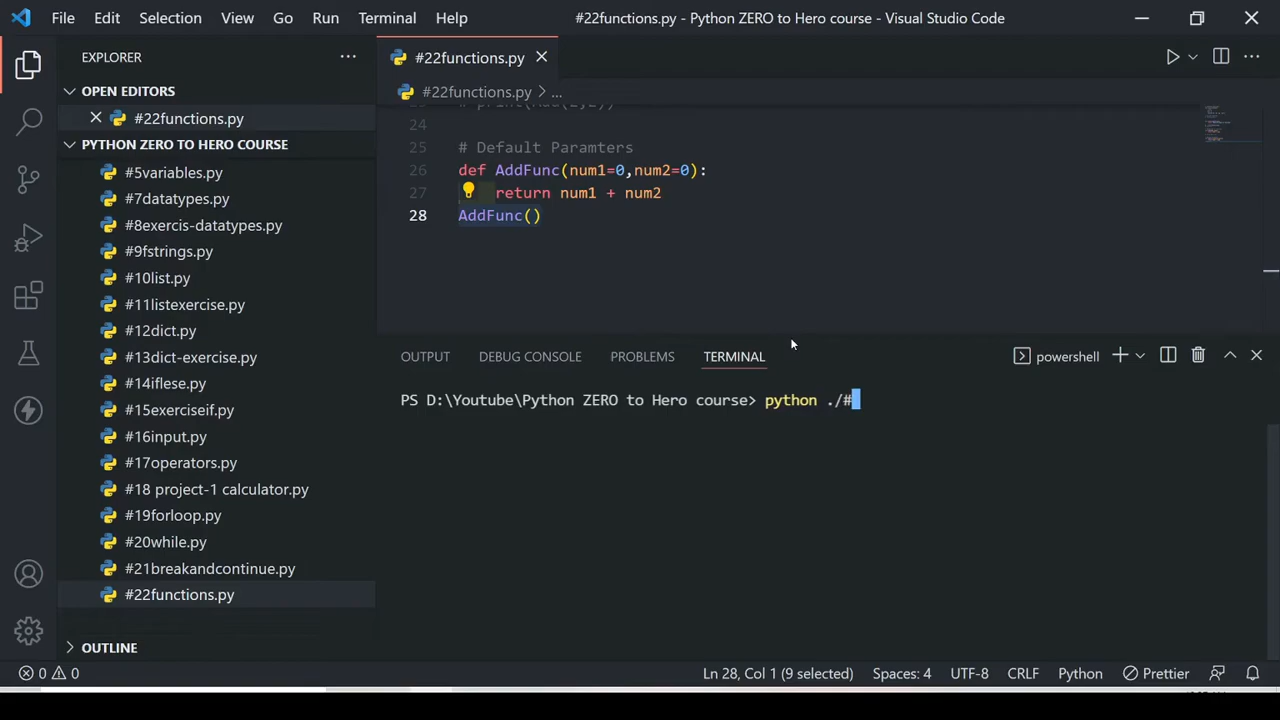 File Edit Selection View Go Run Terminal Help
#22functions.py - Python ZERO to Hero course - Visual Studio Code
EXPLORER
OPEN EDITORS
#22functions.py
PYTHON ZERO TO HERO COURSE
#5variables.py
#7datatypes.py
#8exercis-datatypes.py
#9fstrings.py
#10list.py
#11listexercise.py
#12dict.py
#13dict-exercise.py
#14iflese.py
#15exerciseif.py
#16input.py
#17operators.py
#18 project-1 calculator.py
#19forloop.py
#20while.py
#21breakandcontinue.py
#22functions.py
OUTLINE
#22functions.py
#22functions.py > ...
24
25 # Default Paramters
26 def AddFunc(num1=0,num2=0):
27 return num1 + num2
28 AddFunc()
OUTPUT DEBUG CONSOLE PROBLEMS TERMINAL
powershell
PS D:\Youtube\Python ZERO to Hero course> python ./#
0 0
Ln 28, Col 1 (9 selected) Spaces: 4 UTF-8 CRLF Python Prettier